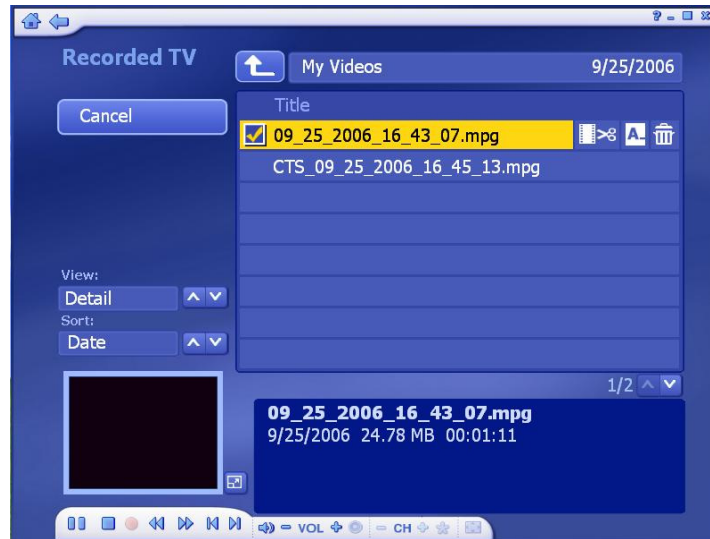 Recorded TV
My Videos 9/25/2006
Cancel
Title
09_25_2006_16_43_07.mpg
A
CTS_09_25_2006_16_45_13.mpg
View:
Detail
Sort:
Date
1/2
09_25_2006_16_43_07.mpg
9/25/2006 24.78 MB 00:01:11
VOL CH